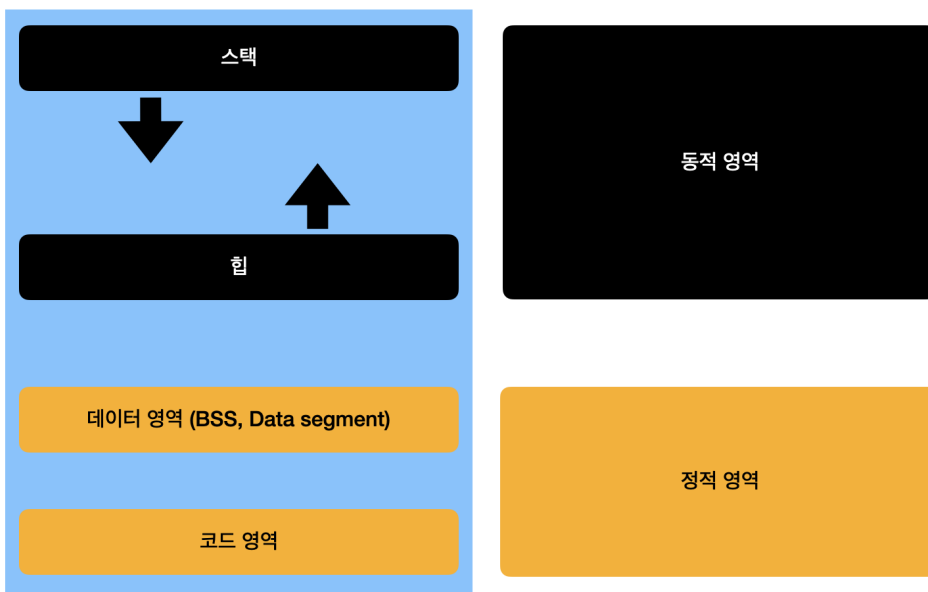 스택
동적 영역
힙
데이터 영역 (BSS, Data segment)
정적 영역
코드 영역